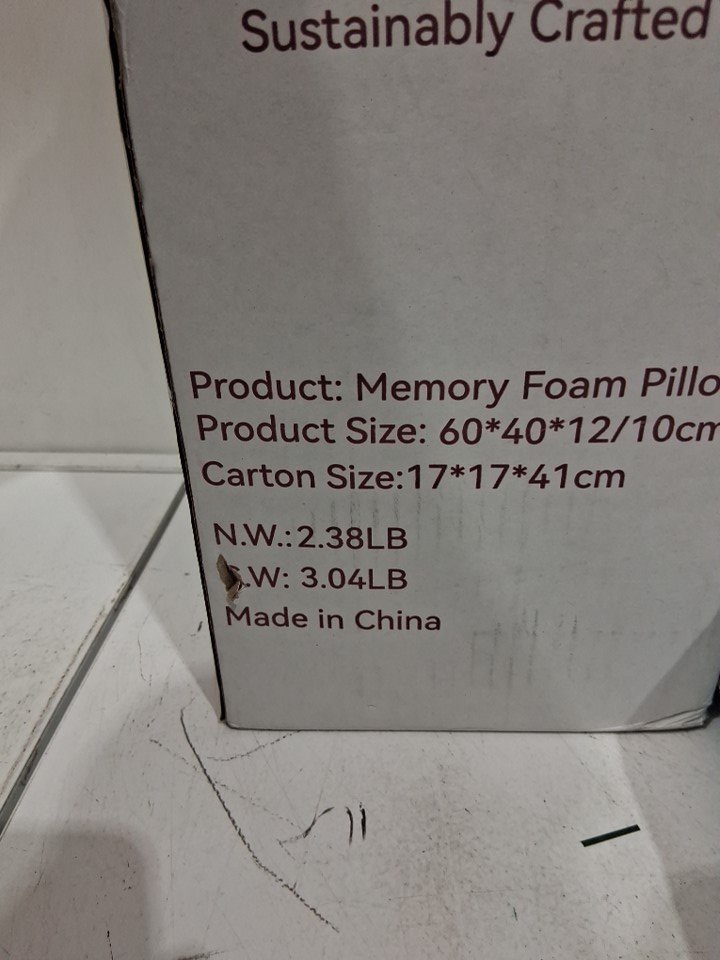 Sustainably Crafted
Product: Memory Foam Pillo
Product Size: 60*40*12/10cm
Carton Size:17*17*41cm
N.W.:2.38LB
.W: 3.04LB
Made in China